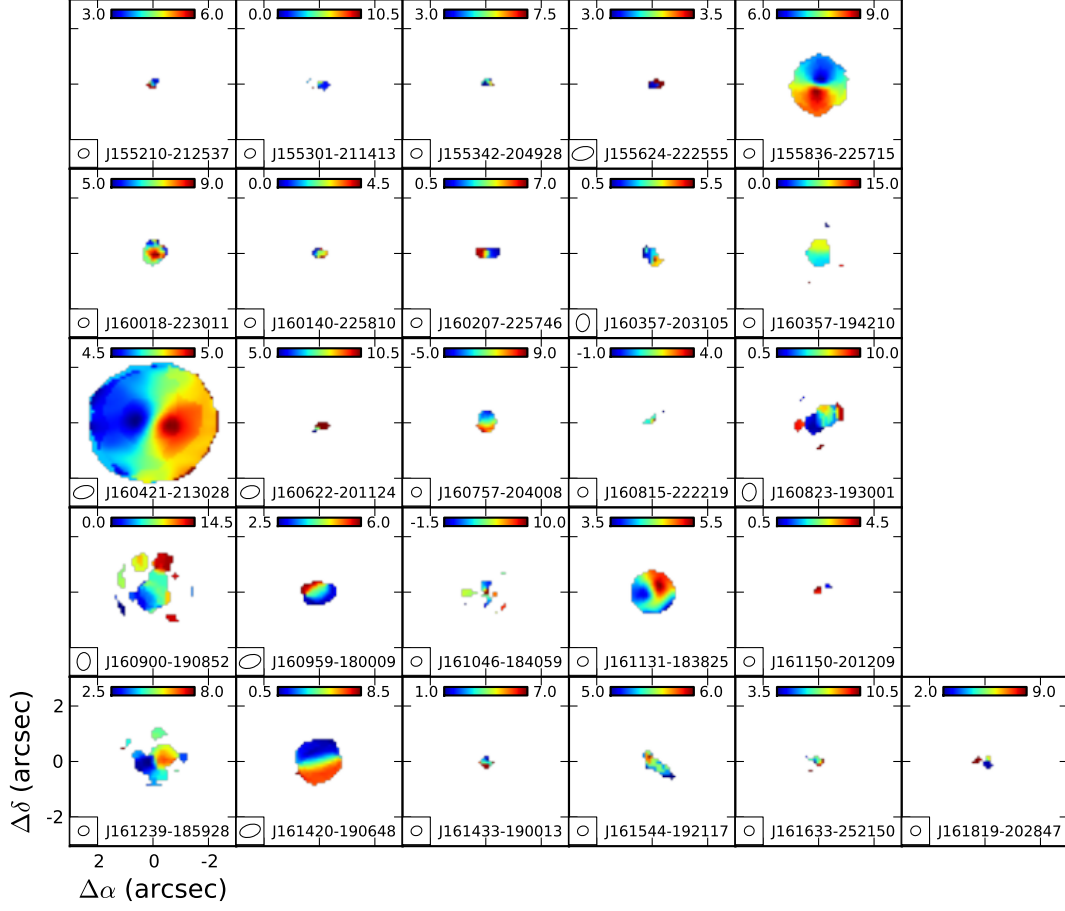 3.0 6.0 0.0 10.5 3.0 7.5 3.0 3.5 6.0 9.0
J155210-212537 J155301-211413 J155342-204928 J155624-222555 J155836-225715
5.0 9.0 0.0 4.5 0.5 7.0 0.5 5.5 0.0 15.0
J160018-223011 J160140-225810 J160207-225746 J160357-203105 J160357-194210
4.5 5.0 5.0 10.5 -5.0 9.0 -1.0 4.0 0.5 10.0
J160421-213028 J160622-201124 J160757-204008 J160815-222219 J160823-193001
0.0 14.5 2.5 6.0 -1.5 10.0 3.5 5.5 0.5 4.5
J160900-190852 J160959-180009 J161046-184059 J161131-183825 J161150-201209
2.5 8.0 0.5 8.5 1.0 7.0 5.0 6.0 3.5 10.5 2.0 9.0
2
0
-2
Δδ (arcsec)
J161239-185928 J161420-190648 J161433-190013 J161544-192117 J161633-252150 J161819-202847
2 0 -2
Δα (arcsec)